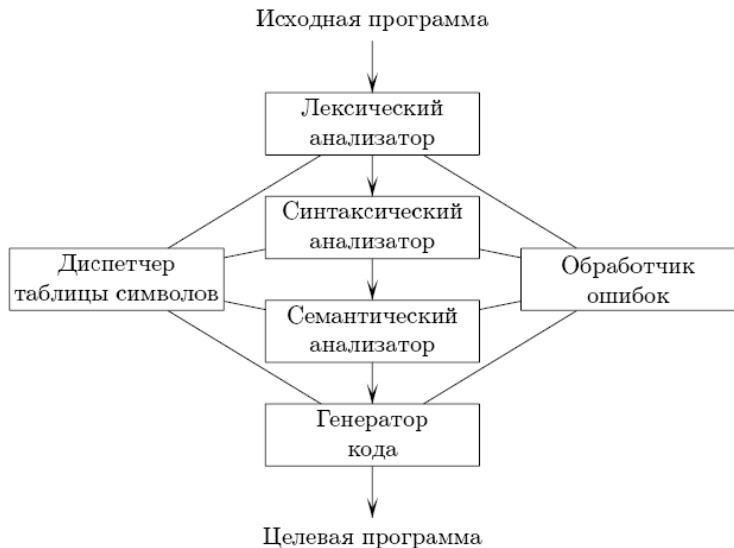 Исходная программа
Лексический
анализатор
Синтаксический
анализатор
Диспетчер
таблицы символов
Обработчик
ошибок
Семантический
анализатор
Генератор
кода
Целевая программа